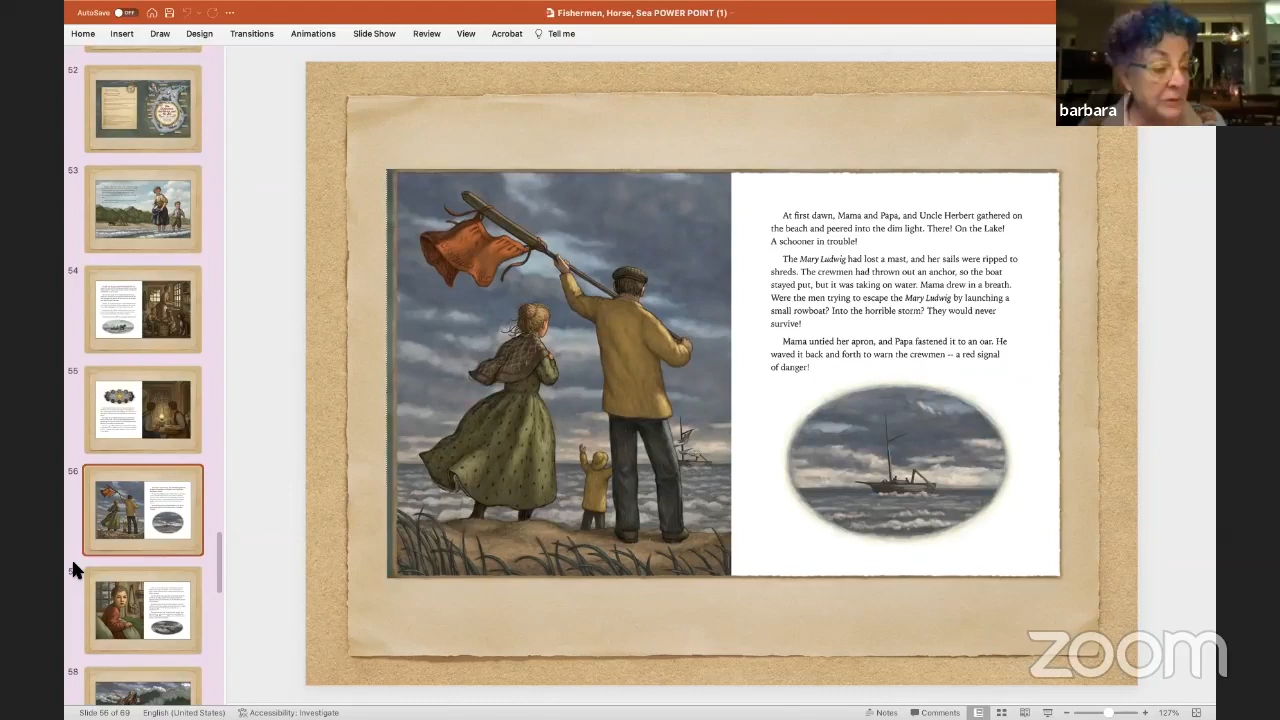 AutoSave OFF
Fishermen, Horse, Sea POWER POINT (1)
Home Insert Draw Design Transitions Animations Slide Show Review View Acrobat Tell me
barbara
52
53
54
55
56
58
At first dawn, Mama and Papa, and Uncle Herbert gathered on
the beach and peered into the dim light. There! On the Lake!
A schooner in trouble!
The Mary Ludwig had lost a mast, and her sails were ripped to
shreds. The crewmen had thrown out an anchor, so the boat
stayed put, but it was taking on water. Mama drew in a breath.
Were the men trying to escape the Mary Ludwig by launching a
small rowboat? Into the horrible storm? They would never
survive!
Mama untied her apron, and Papa fastened it to an oar. He
waved it back and forth to warn the crewmen – a red signal
of danger!
zoom
Slide 56 of 69 English (United States) Accessibility: Investigate Notes Comments 127%